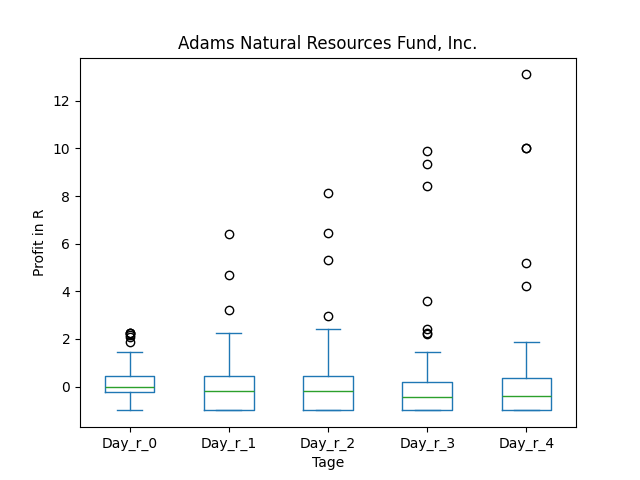 Adams Natural Resources Fund, Inc.
Profit in R
12
10
8
6
4
2
0
Day_r_0 Day_r_1 Day_r_2 Day_r_3 Day_r_4
Tage